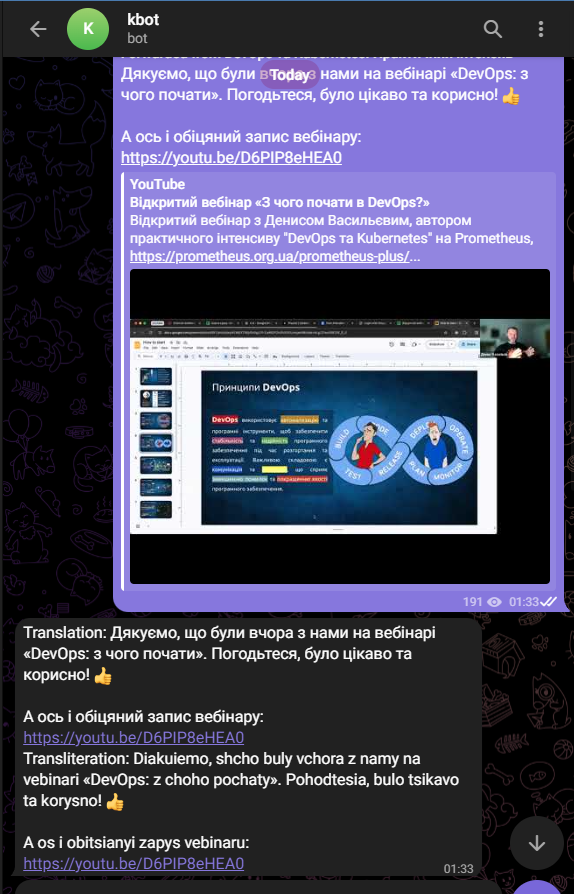 kbot
K
bot
Today
Дякуємо, що були вчора з нами на вебінарі «DevOps: з
чого почати». Погодьтеся, було цікаво та корисно! 👍
А ось і обіцяний запис вебінару:
https://youtu.be/D6PIP8eHEA0
YouTube
Відкритий вебінар «З чого почати в DevOps?»
Відкритий вебінар з Денисом Васильєвим, автором
практичного інтенсиву "DevOps та Kubernetes" на Prometheus,
https://prometheus.org.ua/prometheus-plus/...
How to start
Принципи DevOps
DevOps використовує автоматизацію та
програмні інструменти, щоб забезпечити
стабільність та надійність програмного
забезпечення під час розгортання та
експлуатації. Важливою складовою є
комунікація та що сприяє
зменшенню помилок та покращенню якості
програмного забезпечення.
BUILD
CODE
TEST
RELEASE
DEPLOY
PLAN
OPERATE
MONITOR
191 01:33
Translation: Дякуємо, що були вчора з нами на вебінарі
«DevOps: з чого почати». Погодьтеся, було цікаво та
корисно! 👍
А ось і обіцяний запис вебінару:
https://youtu.be/D6PIP8eHEA0
Transliteration: Diakuiemo, shcho buly vchora z namy na
vebinari «DevOps: z choho pochaty». Pohodtesia, bulo tsikavo
ta korysno! 👍
A os i obitsianyi zapys vebinaru:
https://youtu.be/D6PIP8eHEA0
01:33